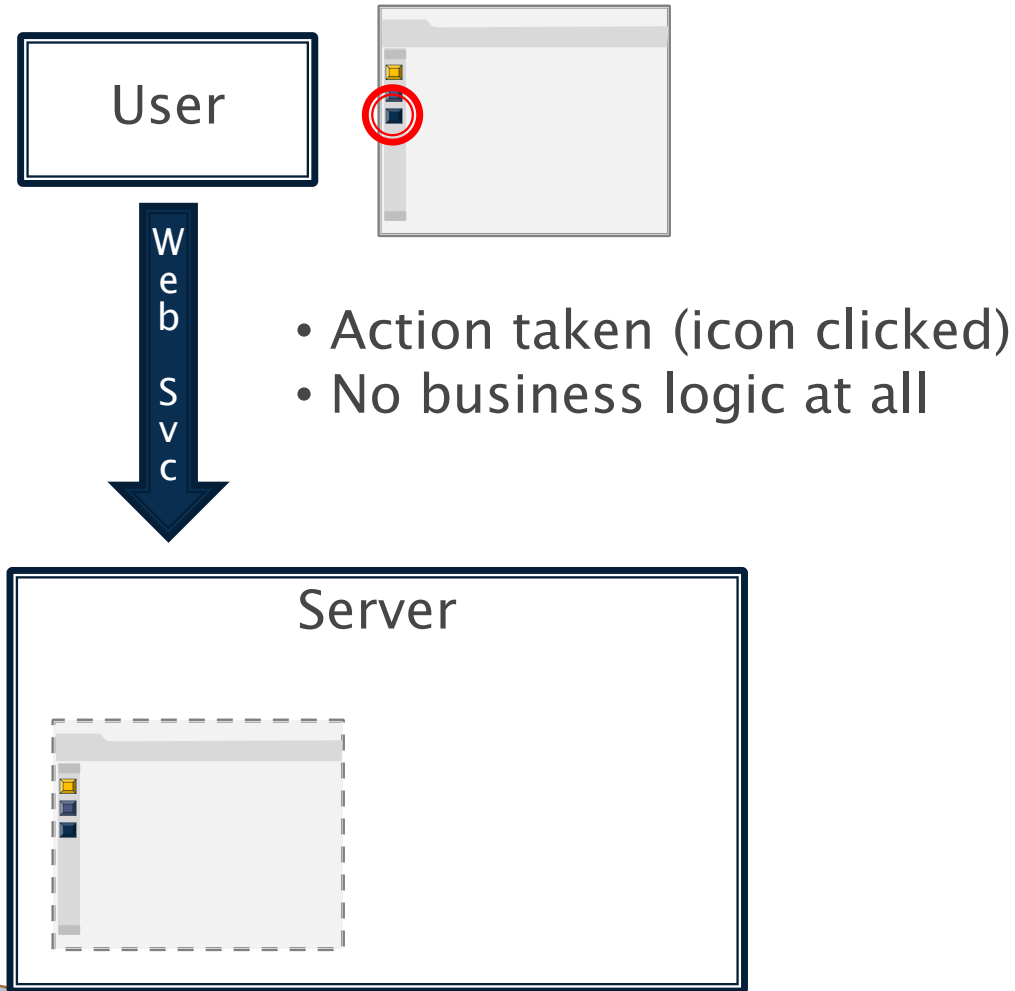 User
Web Svc
• Action taken (icon clicked)
• No business logic at all
Server